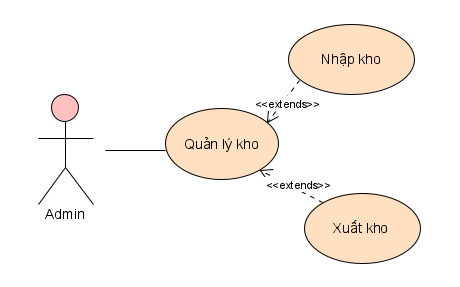 Nhập kho
<<extends>>
Quản lý kho
<<extends>>
Admin
Xuất kho